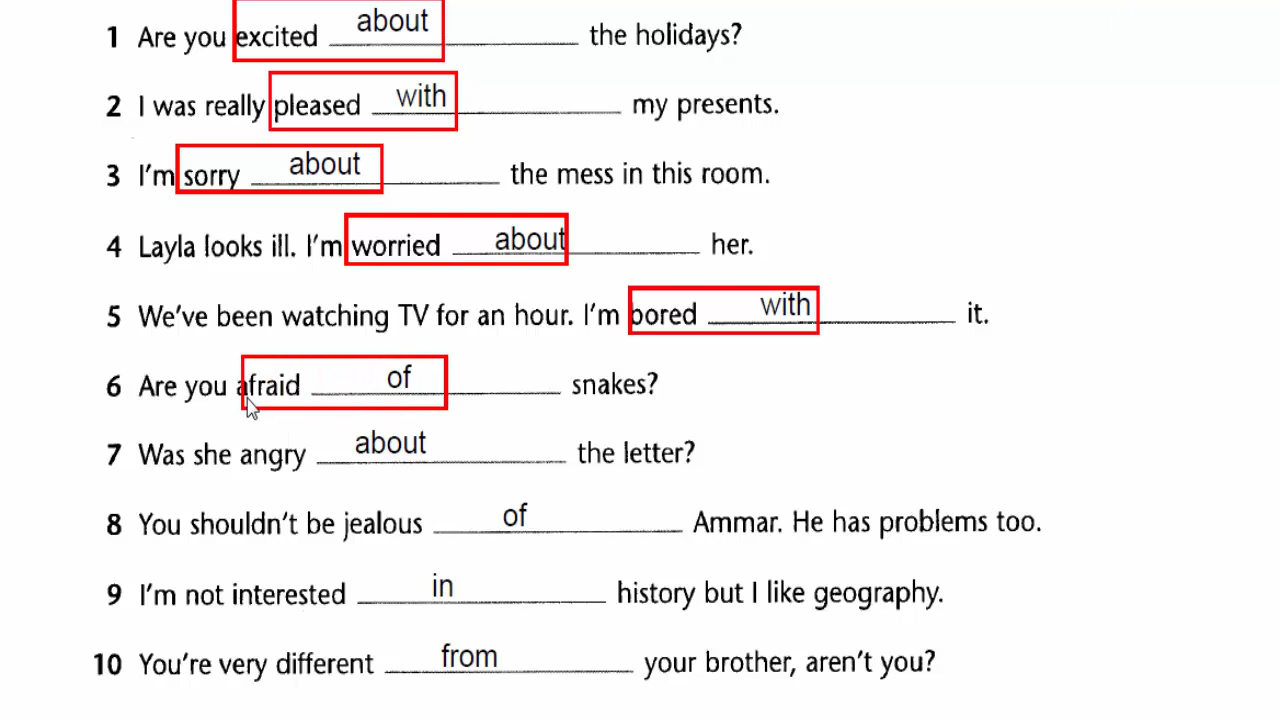 1 Are you excited about the holidays?
2 I was really pleased with my presents.
3 I'm sorry about the mess in this room.
4 Layla looks ill. I'm worried about her.
5 We've been watching TV for an hour. I'm bored with it.
6 Are you afraid of snakes?
7 Was she angry about the letter?
8 You shouldn't be jealous of Ammar. He has problems too.
9 I'm not interested in history but I like geography.
10 You're very different from your brother, aren't you?